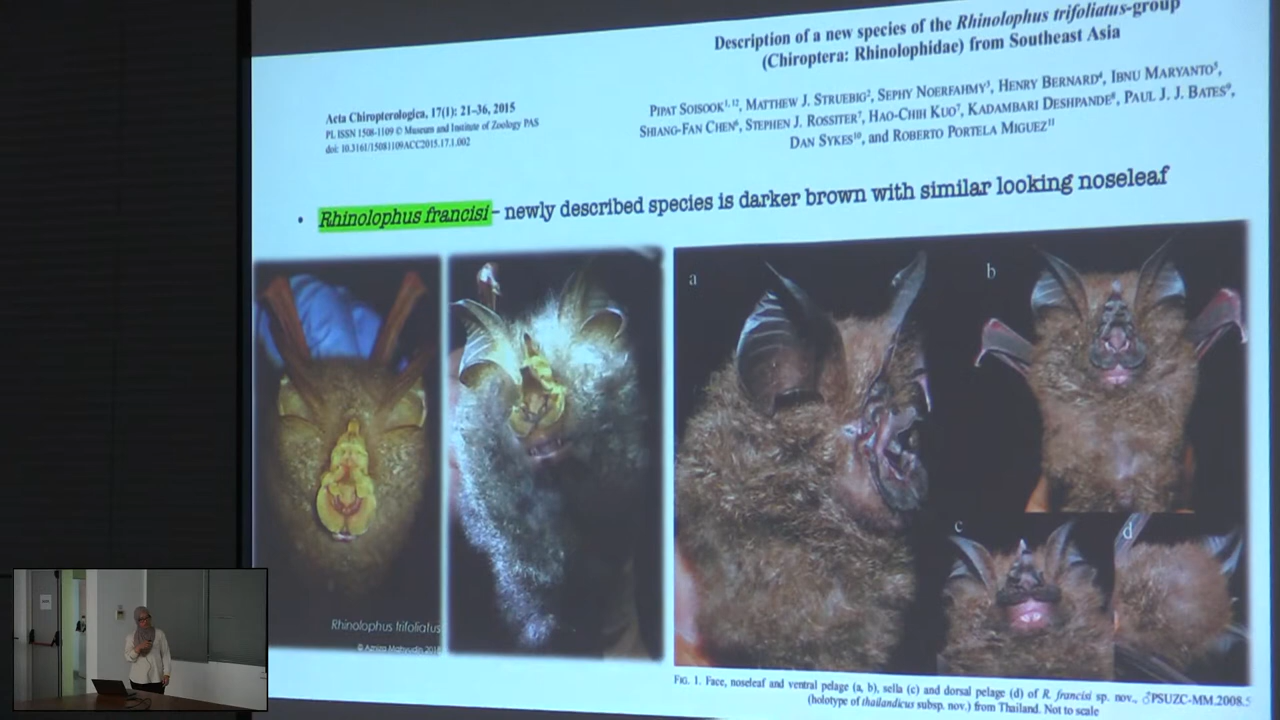 Description of a new species of the Rhinolophus trifoliatus-group
(Chiroptera: Rhinolophidae) from Southeast Asia
Acta Chiropterologica, 17(1): 21–36, 2015
PL ISSN 1508-1109 © Museum and Institute of Zoology PAS
doi: 10.3161/15081109ACC2015.17.1.002
PIPAT SOISOOK1, 12, MATTHEW J. STRUEBIG2, SEPHY NOERFAHMY3, HENRY BERNARD4, IBNU MARYANTO5,
SHIANG-FAN CHEN6, STEPHEN J. ROSSITER7, HAO-CHIH KUO7, KADAMBARI DESHPANDE8, PAUL J. J. BATES9,
DAN SYKES10, and ROBERTO PORTELA MIGUEZ11
• Rhinolophus francisi – newly described species is darker brown with similar looking noseleaf
a
b
c
d
Rhinolophus trifoliatus
FIG. 1. Face, noseleaf and ventral pelage (a, b), sella (c) and dorsal pelage (d) of R. francisi sp. nov., ♂PSUZC-MM.2008.5
(holotype of thailandicus subsp. nov.) from Thailand. Not to scale